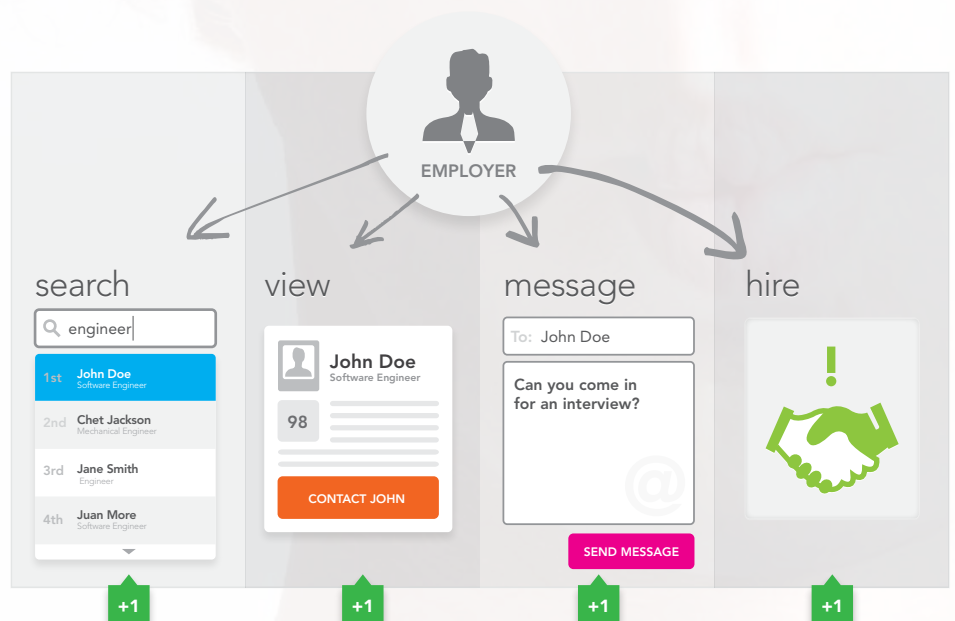 EMPLOYER
search
engineer
1st John Doe
Software Engineer
2nd Chet Jackson
Mechanical Engineer
3rd Jane Smith
Engineer
4th Juan More
Software Engineer
+1
view
John Doe
Software Engineer
98
CONTACT JOHN
+1
message
To: John Doe
Can you come in
for an interview?
@
SEND MESSAGE
+1
hire
!
+1